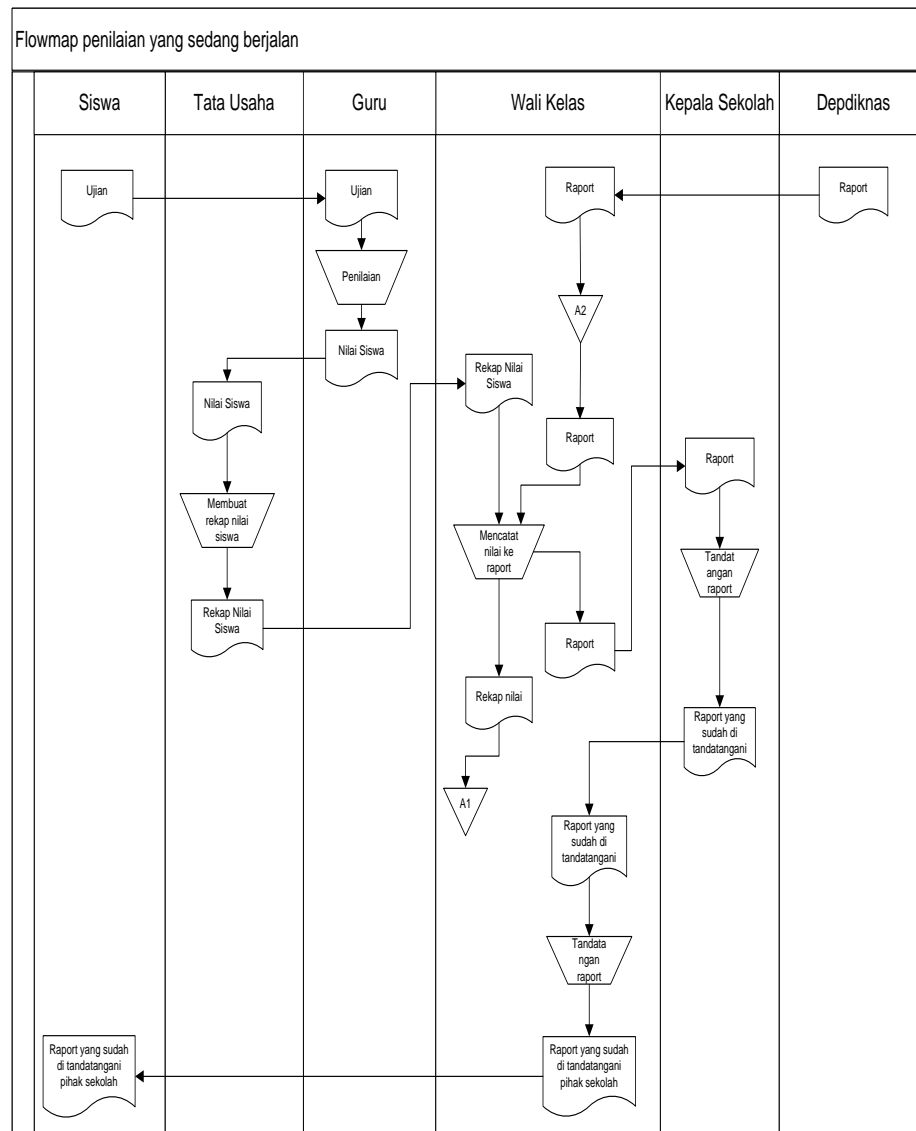 Flowmap penilaian yang sedang berjalan
Siswa
Tata Usaha
Guru
Wali Kelas
Kepala Sekolah
Depdiknas
Ujian
Ujian
Raport
Raport
Penilaian
A2
Nilai Siswa
Rekap Nilai
Siswa
Nilai Siswa
Raport
Raport
Membuat
rekap nilai
siswa
Mencatat
nilai ke
raport
Tandat
angan
raport
Rekap Nilai
Siswa
Raport
Rekap nilai
Raport yang
sudah di
tandatangani
A1
Raport yang
sudah di
tandatangani
Tandata
ngan
raport
Raport yang sudah
di tandatangani
pihak sekolah
Raport yang sudah
di tandatangani
pihak sekolah